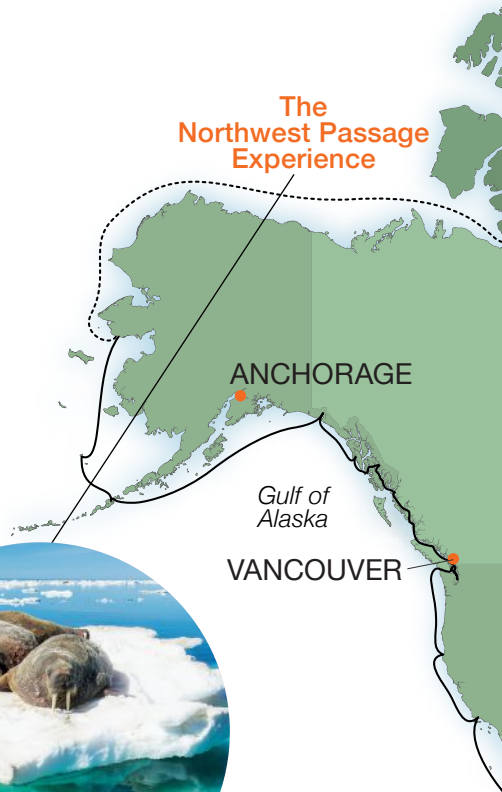 The
Northwest Passage
Experience
ANCHORAGE
Gulf of
Alaska
VANCOUVER